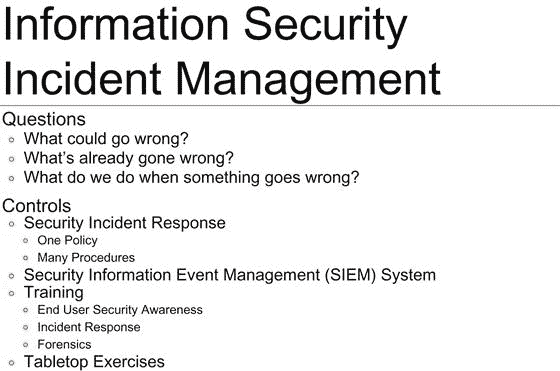 Information Security
Incident Management
Questions
What could go wrong?
What's already gone wrong?
What do we do when something goes wrong?
Controls
Security Incident Response
One Policy
Many Procedures
Security Information Event Management (SIEM) System
Training
End User Security Awareness
Incident Response
Forensics
Tabletop Exercises